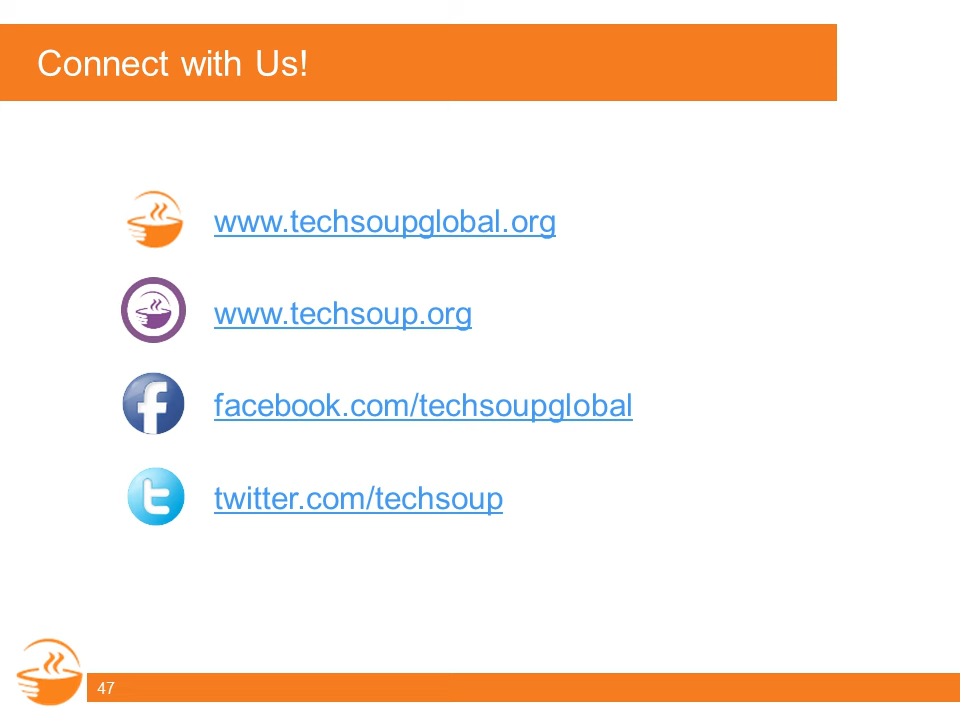 Connect with Us!
www.techsoupglobal.org
www.techsoup.org
facebook.com/techsoupglobal
twitter.com/techsoup
47